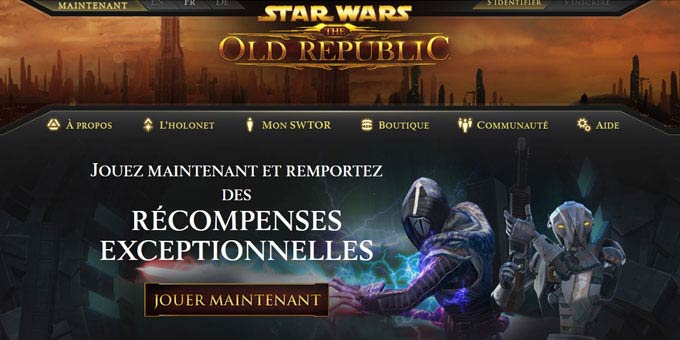 MAINTENANT EN FR DE S'IDENTIFIER S'INSCRIRE
STAR WARS
THE
OLD REPUBLIC
À PROPOS L'HOLONET MON SWTOR BOUTIQUE COMMUNAUTÉ AIDE
JOUEZ MAINTENANT ET REMPORTEZ
DES
RÉCOMPENSES
EXCEPTIONNELLES
JOUER MAINTENANT